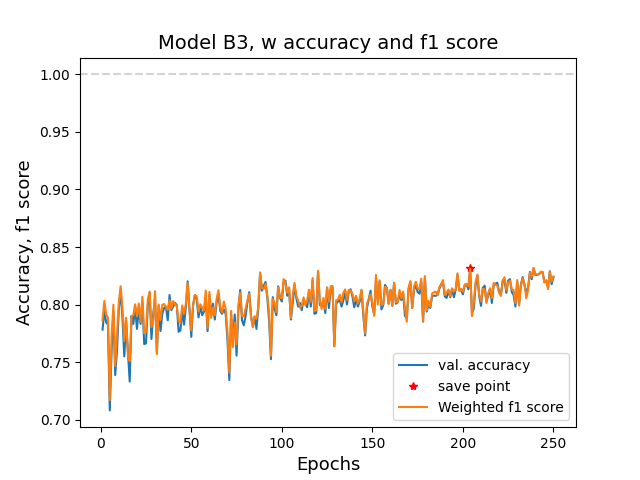 Model B3, w accuracy and f1 score
1.00
0.95
0.90
0.85
0.80
0.75
0.70
Accuracy, f1 score
val. accuracy
save point
Weighted f1 score
0 50 100 150 200 250
Epochs